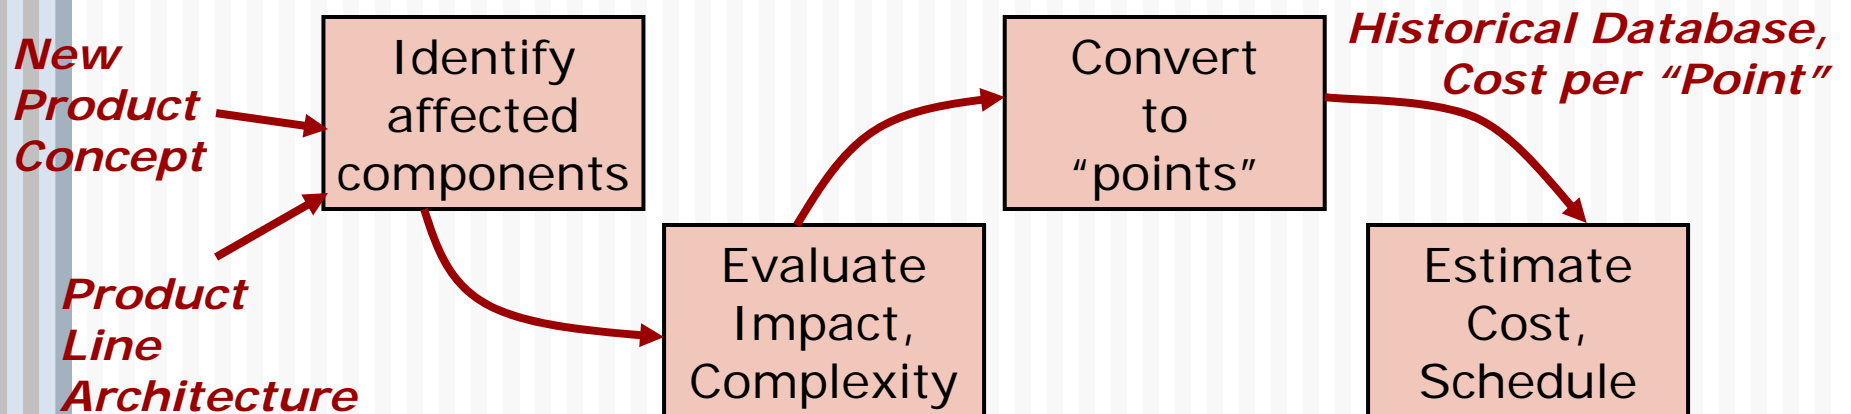 New
Product
Concept
Product
Line
Architecture
Identify
affected
components
Evaluate
Impact,
Complexity
Convert
to
“points”
Historical Database,
Cost per “Point”
Estimate
Cost,
Schedule